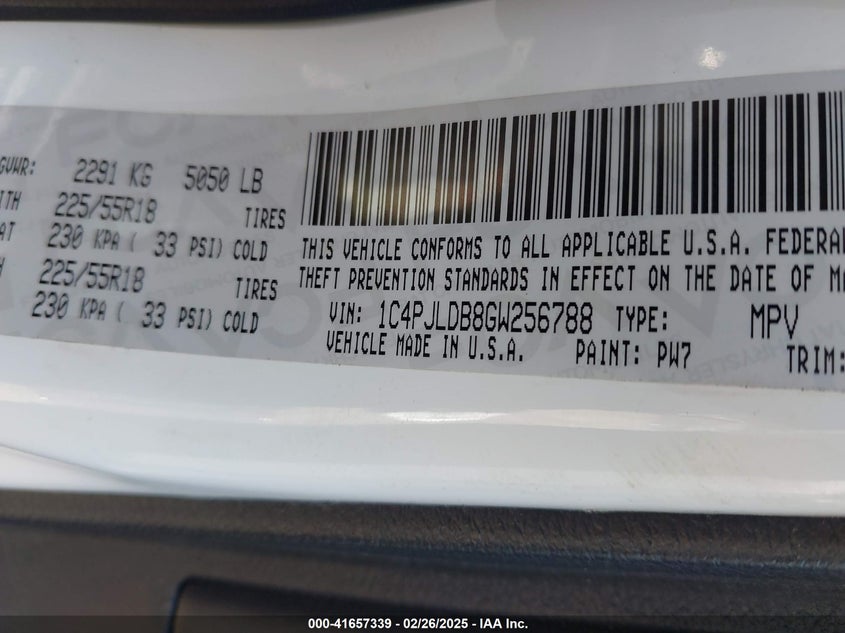 GVWR: 2291 KG 5050 LB
225/55R18 TIRES
230 KPA ( 33 PSI) COLD
225/55R18 TIRES
230 KPA ( 33 PSI) COLD
THIS VEHICLE CONFORMS TO ALL APPLICABLE U.S.A. FEDERAL
THEFT PREVENTION STANDARDS IN EFFECT ON THE DATE OF MA
VIN: 1C4PJLDB8GW256788 TYPE: MPV
VEHICLE MADE IN U.S.A. PAINT: PW7 TRIM:
000-41657339 — 02/26/2025 — IAA Inc.